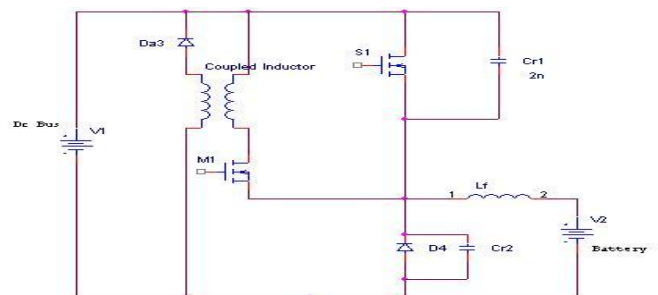 Da3
Coupled Inductor
S1
Cr1
2n
Dc Bus
V1
M1
Lf
1
2
V2
Battery
D4
Cr2